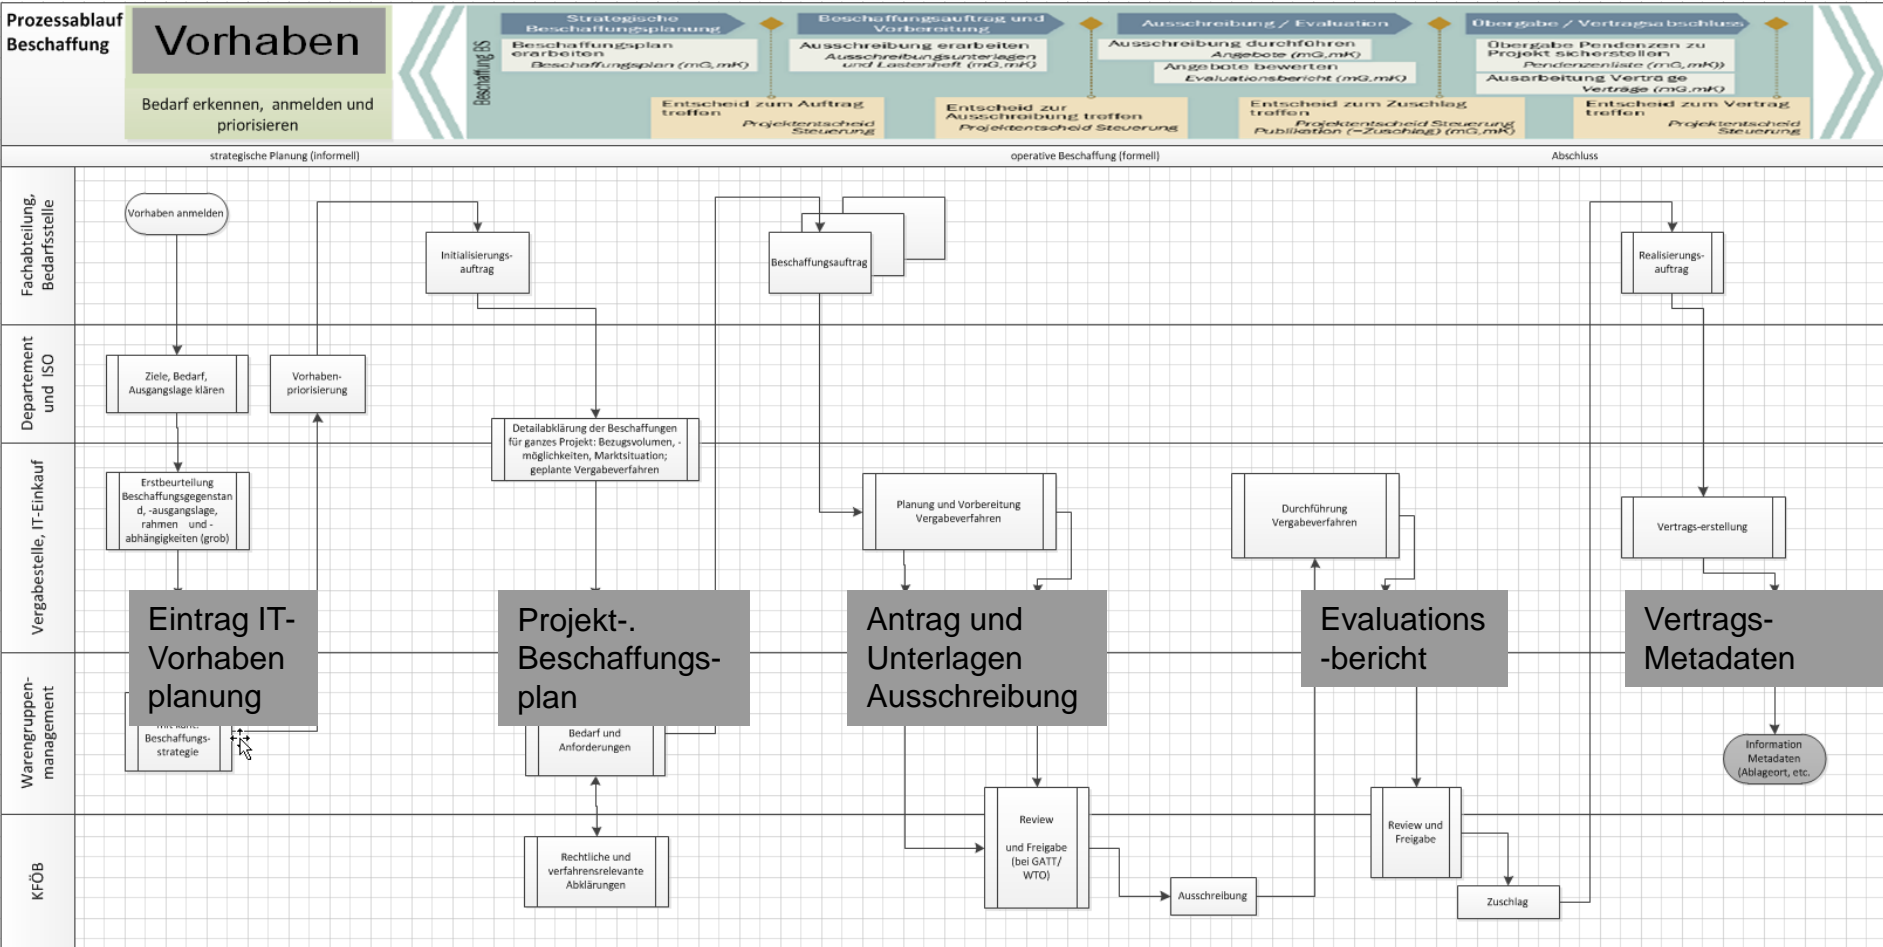 Prozessablauf
Beschaffung
Vorhaben
Bedarf erkennen, anmelden und
priorisieren
Beschaffung BS
Strategische
Beschaffungsplanung
Beschaffungsplan
erarbeiten
Beschaffungsplan (mG,mK)
Entscheid zum Auftrag
treffen
Projektentscheid
Steuerung
Beschaffungsauftrag und
Vorbereitung
Ausschreibung erarbeiten
Ausschreibungsunterlagen
und Lastenheft (mG,mK)
Entscheid zur
Ausschreibung treffen
Projektentscheid Steuerung
Ausschreibung / Evaluation
Ausschreibung durchführen
Angebote (mG,mK)
Angebote bewerten
Evaluationsbericht (mG,mK)
Entscheid zum Zuschlag
treffen
Projektentscheid Steuerung
Publikation (=Zuschlag) (mG,mK)
Übergabe / Vertragsabschluss
Übergabe Pendenzen zu
Projekt sicherstellen
Pendenzenliste (mG,mK))
Ausarbeitung Verträge
Verträge (mG,mK)
Entscheid zum Vertrag
treffen
Projektentscheid
Steuerung
strategische Planung (informell)
operative Beschaffung (formell)
Abschluss
Fachabteilung,
Bedarfsstelle
Vorhaben anmelden
Initialisierungs-
auftrag
Beschaffungsauftrag
Realisierungs-
auftrag
Departement
und ISO
Ziele, Bedarf,
Ausgangslage klären
Vorhaben-
priorisierung
Detailabklärung der Beschaffungen
für ganzes Projekt: Bezugsvolumen, -
möglichkeiten, Marktsituation;
geplante Vergabeverfahren
Vergabestelle, IT-Einkauf
Erstbeurteilung
Beschaffungsgegenstan
d, -ausgangslage,
rahmen und -
abhängigkeiten (grob)
Planung und Vorbereitung
Vergabeverfahren
Durchführung
Vergabeverfahren
Vertrags-erstellung
Eintrag IT-
Vorhaben
planung
Projekt-.
Beschaffungs-
plan
Antrag und
Unterlagen
Ausschreibung
Evaluations
-bericht
Vertrags-
Metadaten
Warengruppen-
management
Beschaffungs-
strategie
Bedarf und
Anforderungen
Information
Metadaten
(Ablageort, etc.
KFÖB
Rechtliche und
verfahrensrelevante
Abklärungen
Review
und Freigabe
(bei GATT/
WTO)
Ausschreibung
Review und
Freigabe
Zuschlag